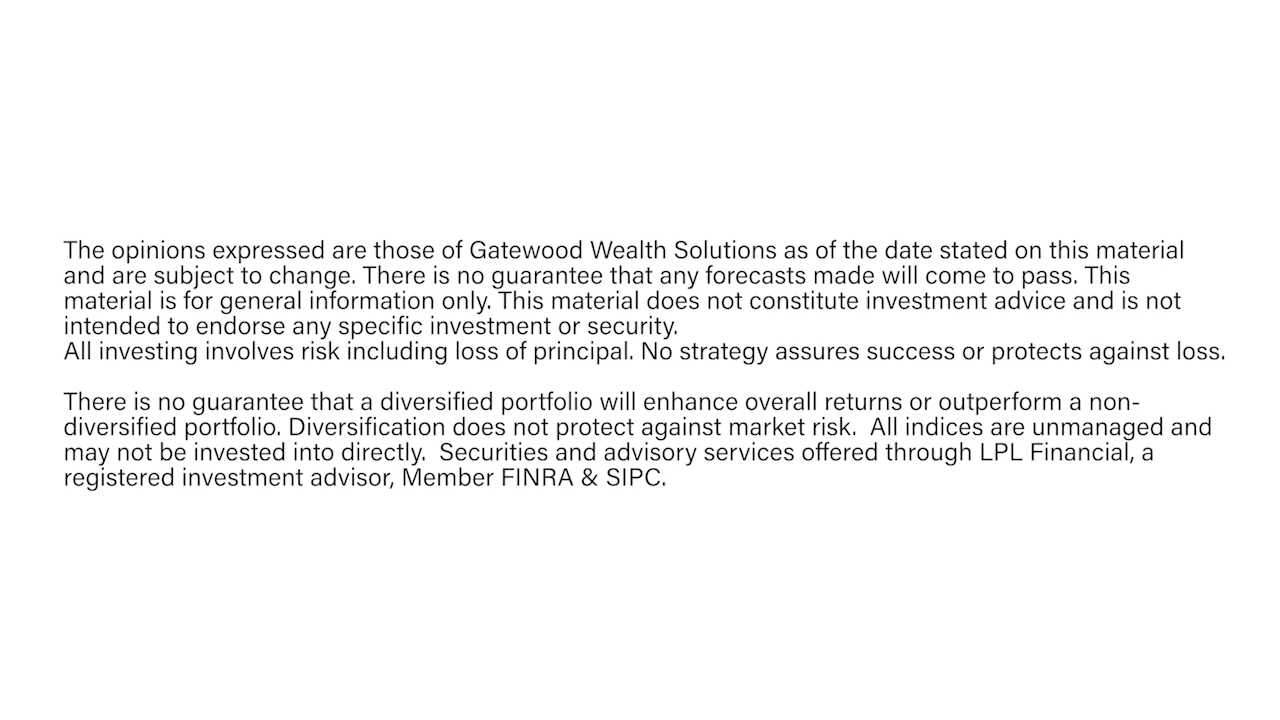 The opinions expressed are those of Gatewood Wealth Solutions as of the date stated on this material
and are subject to change. There is no guarantee that any forecasts made will come to pass. This
material is for general information only. This material does not constitute investment advice and is not
intended to endorse any specific investment or security.
All investing involves risk including loss of principal. No strategy assures success or protects against loss.

There is no guarantee that a diversified portfolio will enhance overall returns or outperform a non-
diversified portfolio. Diversification does not protect against market risk.  All indices are unmanaged and
may not be invested into directly.  Securities and advisory services offered through LPL Financial, a
registered investment advisor, Member FINRA & SIPC.